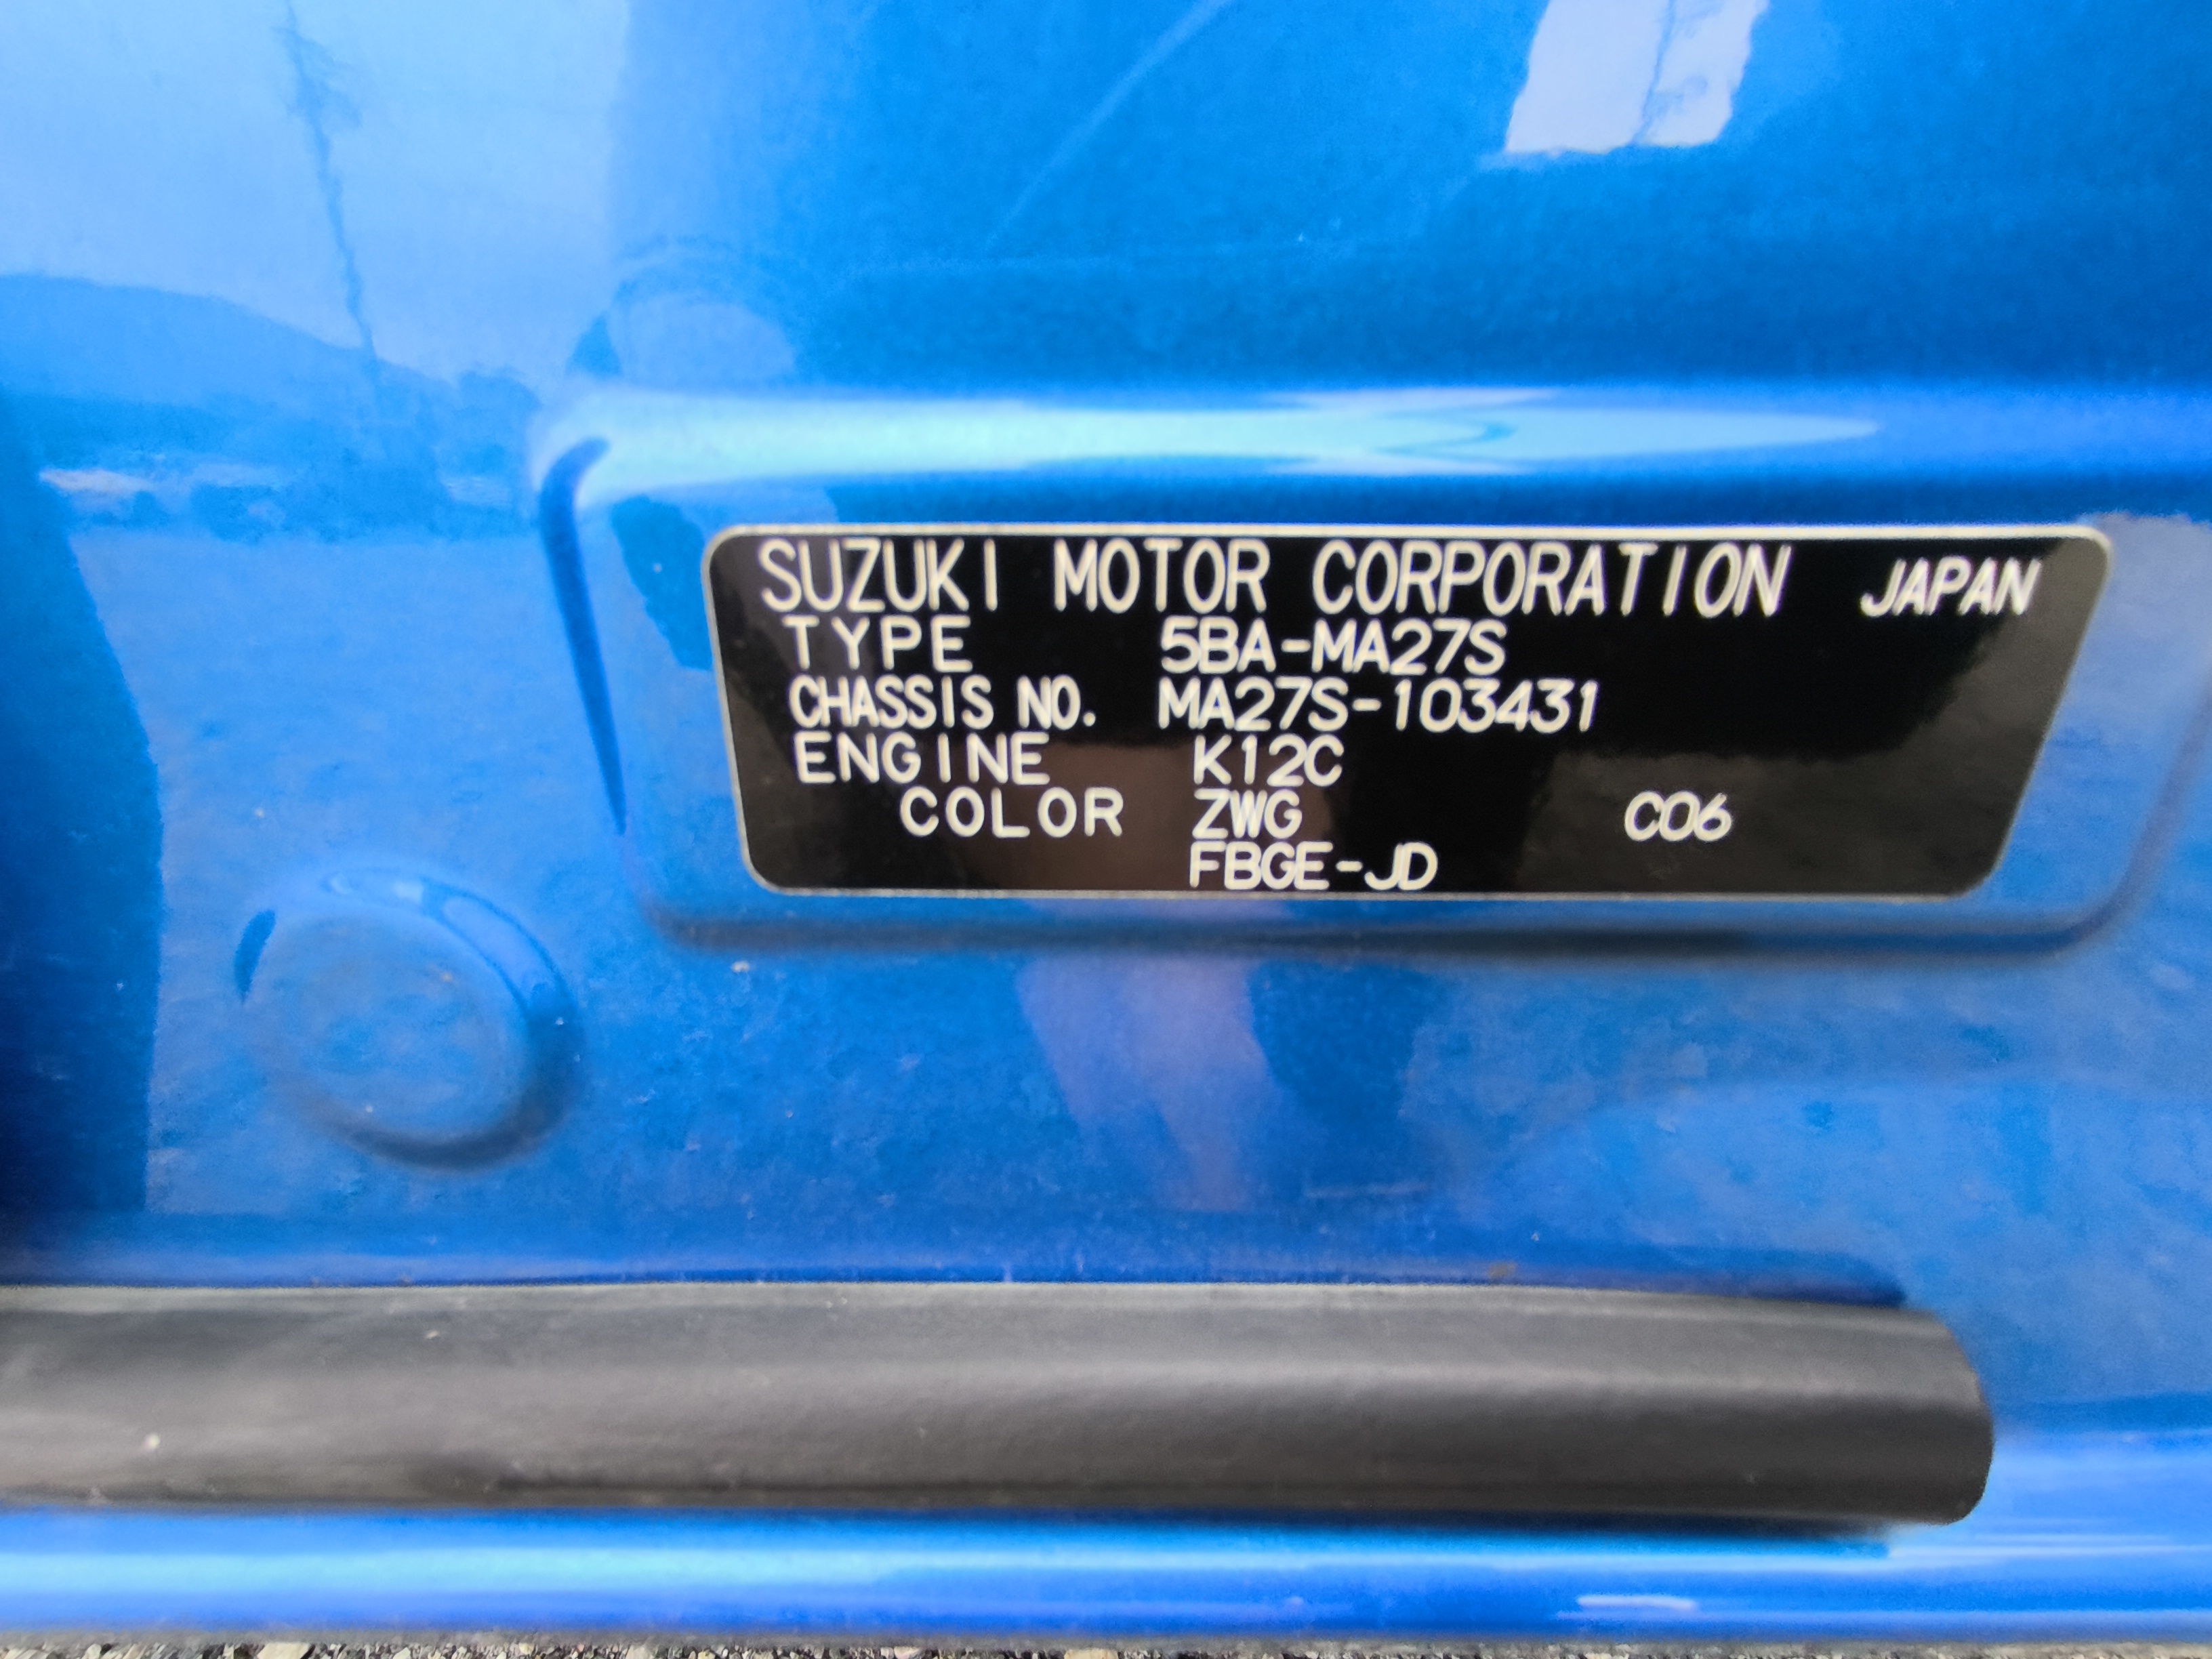 SUZUKI MOTOR CORPORATION JAPAN
TYPE 5BA-MA27S
CHASSIS NO. MA27S-103431
ENGINE K12C
COLOR ZWG C06
FBGE-JD